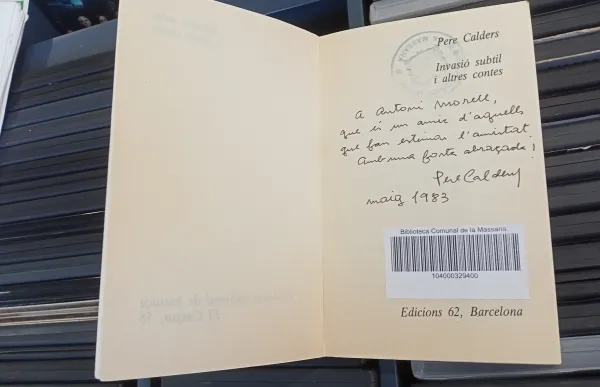 Pere Calders
Invasió subtil
i altres contes
A Antoni Morell,
que és un amic d'aquells
que fan estimar l'amistat.
Amb una forta abraçada!
Pere Calders
maig 1983
Biblioteca Comunal de la Massana
104000329400
Edicions 62, Barcelona